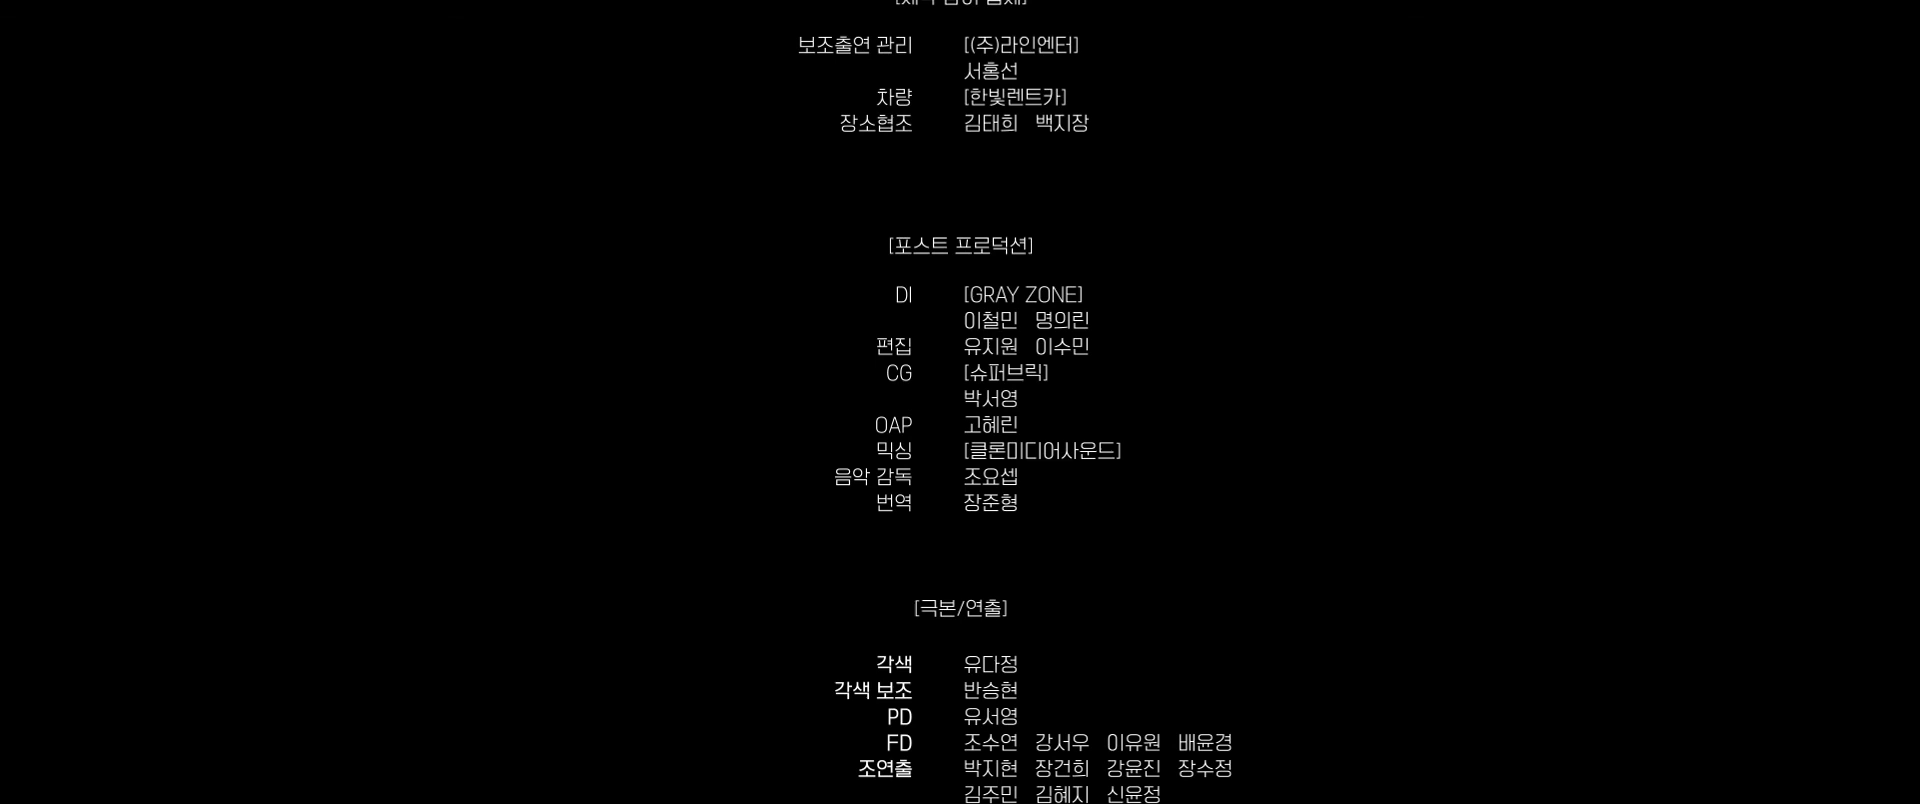 보조출연 관리 [(주)라인엔터]
서홍선
차량 [한빛렌트카]
장소협조 김태희 백지장
[포스트 프로덕션]
DI [GRAY ZONE]
이철민 명의린
편집 유지원 이수민
CG [슈퍼브릭]
박서영
OAP 고혜린
믹싱 [클론미디어사운드]
음악 감독 조요셉
번역 장준형
[극본/연출]
각색 유다정
각색 보조 반승현
PD 유서영
FD 조수연 강서우 이유원 배윤경
조연출 박지현 장건희 강윤진 장수정
김주민 김혜지 신윤정